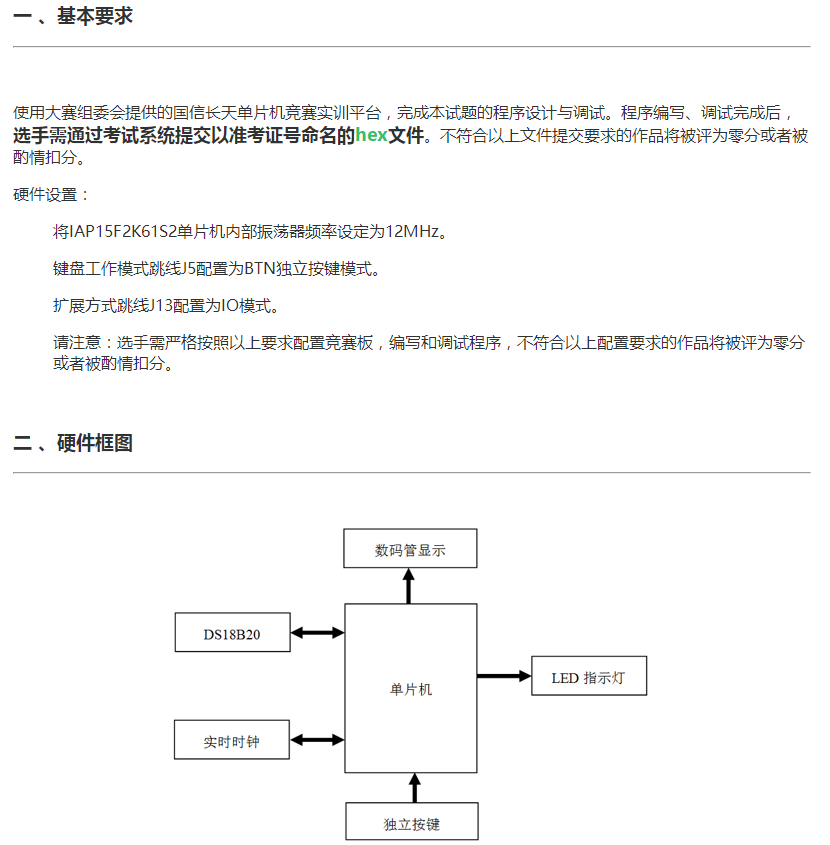 一 、基本要求
使用大赛组委会提供的国信长天单片机竞赛实训平台，完成本试题的程序设计与调试。程序编写、调试完成后，
选手需通过考试系统提交以准考证号命名的hex文件。不符合以上文件提交要求的作品将被评为零分或者被
酌情扣分。
硬件设置：
将IAP15F2K61S2单片机内部振荡器频率设定为12MHz。
键盘工作模式跳线J5配置为BTN独立按键模式。
扩展方式跳线J13配置为IO模式。
请注意：选手需严格按照以上要求配置竞赛板，编写和调试程序，不符合以上配置要求的作品将被评为零分
或者被酌情扣分。
二 、硬件框图
数码管显示
DS18B20
单片机
LED 指示灯
实时时钟
独立按键